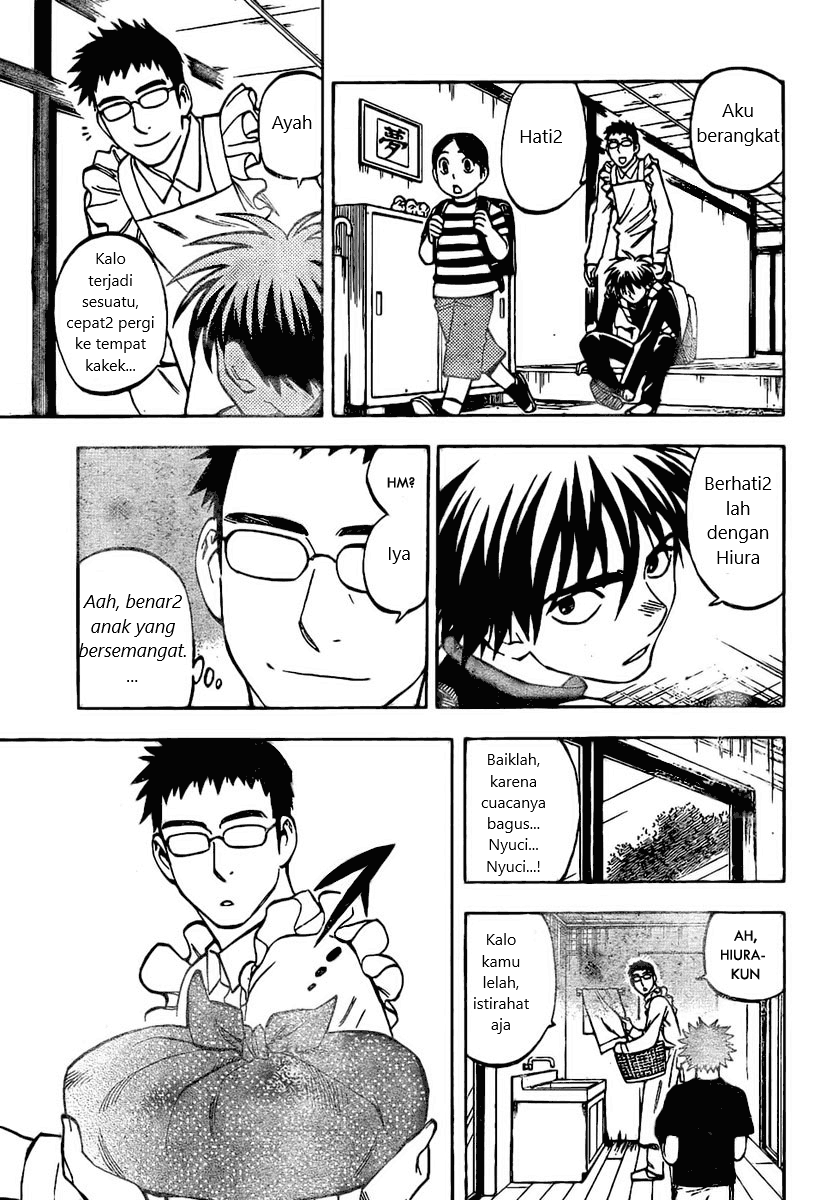 Aku
berangkat
Hati2
夢
Ayah
Kalo
terjadi
sesuatu,
cepat2 pergi
ke tempat
kakek...
Berhati2
lah
dengan
Hiura
HM?
Iya
Aah, benar2
anak yang
bersemangat.
...
Baiklah,
karena
cuacanya
bagus...
Nyuci...
Nyuci...!
AH,
HIURA-
KUN
Kalo
kamu
lelah,
istirahat
aja